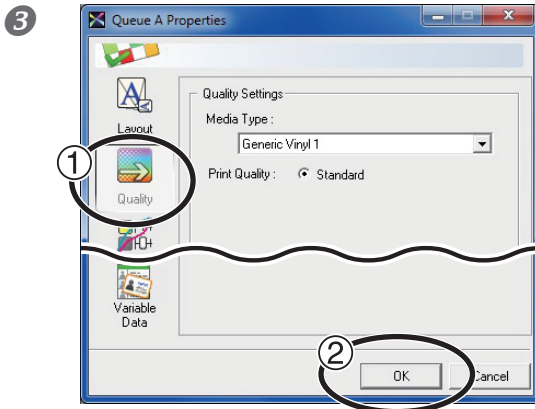 3
Queue A Properties
Layout
1
Quality
Variable
Data
Quality Settings
Media Type :
Generic Vinyl 1
Print Quality :
Standard
2
OK
Cancel